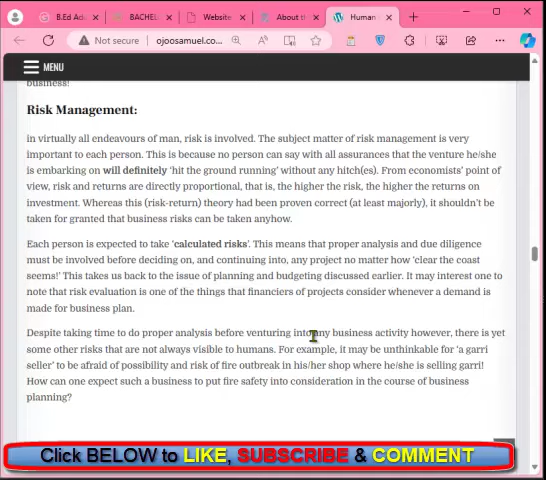 B.Ed Adu
BACHEL
Website
About th
Human
Not secure
ojoosamuel.co...
MENU
business!
Risk Management:
in virtually all endeavours of man, risk is involved. The subject matter of risk management is very
important to each person. This is because no person can say with all assurances that the venture he/she
is embarking on will definitely ‘hit the ground running’ without any hitch(es). From economists’ point of
view, risk and returns are directly proportional, that is, the higher the risk, the higher the returns on
investment. Whereas this (risk-return) theory had been proven correct (at least majorly), it shouldn’t be
taken for granted that business risks can be taken anyhow.
Each person is expected to take ‘calculated risks’. This means that proper analysis and due diligence
must be involved before deciding on, and continuing into, any project no matter how ‘clear the coast
seems!’ This takes us back to the issue of planning and budgeting discussed earlier. It may interest one to
note that risk evaluation is one of the things that financiers of projects consider whenever a demand is
made for business plan.
Despite taking time to do proper analysis before venturing into any business activity however, there is yet
some other risks that are not always visible to humans. For example, it may be unthinkable for ‘a garri
seller’ to be afraid of possibility and risk of fire outbreak in his/her shop where he/she is selling garri!
How can one expect such a business to put fire safety into consideration in the course of business
planning?
Click BELOW to LIKE, SUBSCRIBE & COMMENT